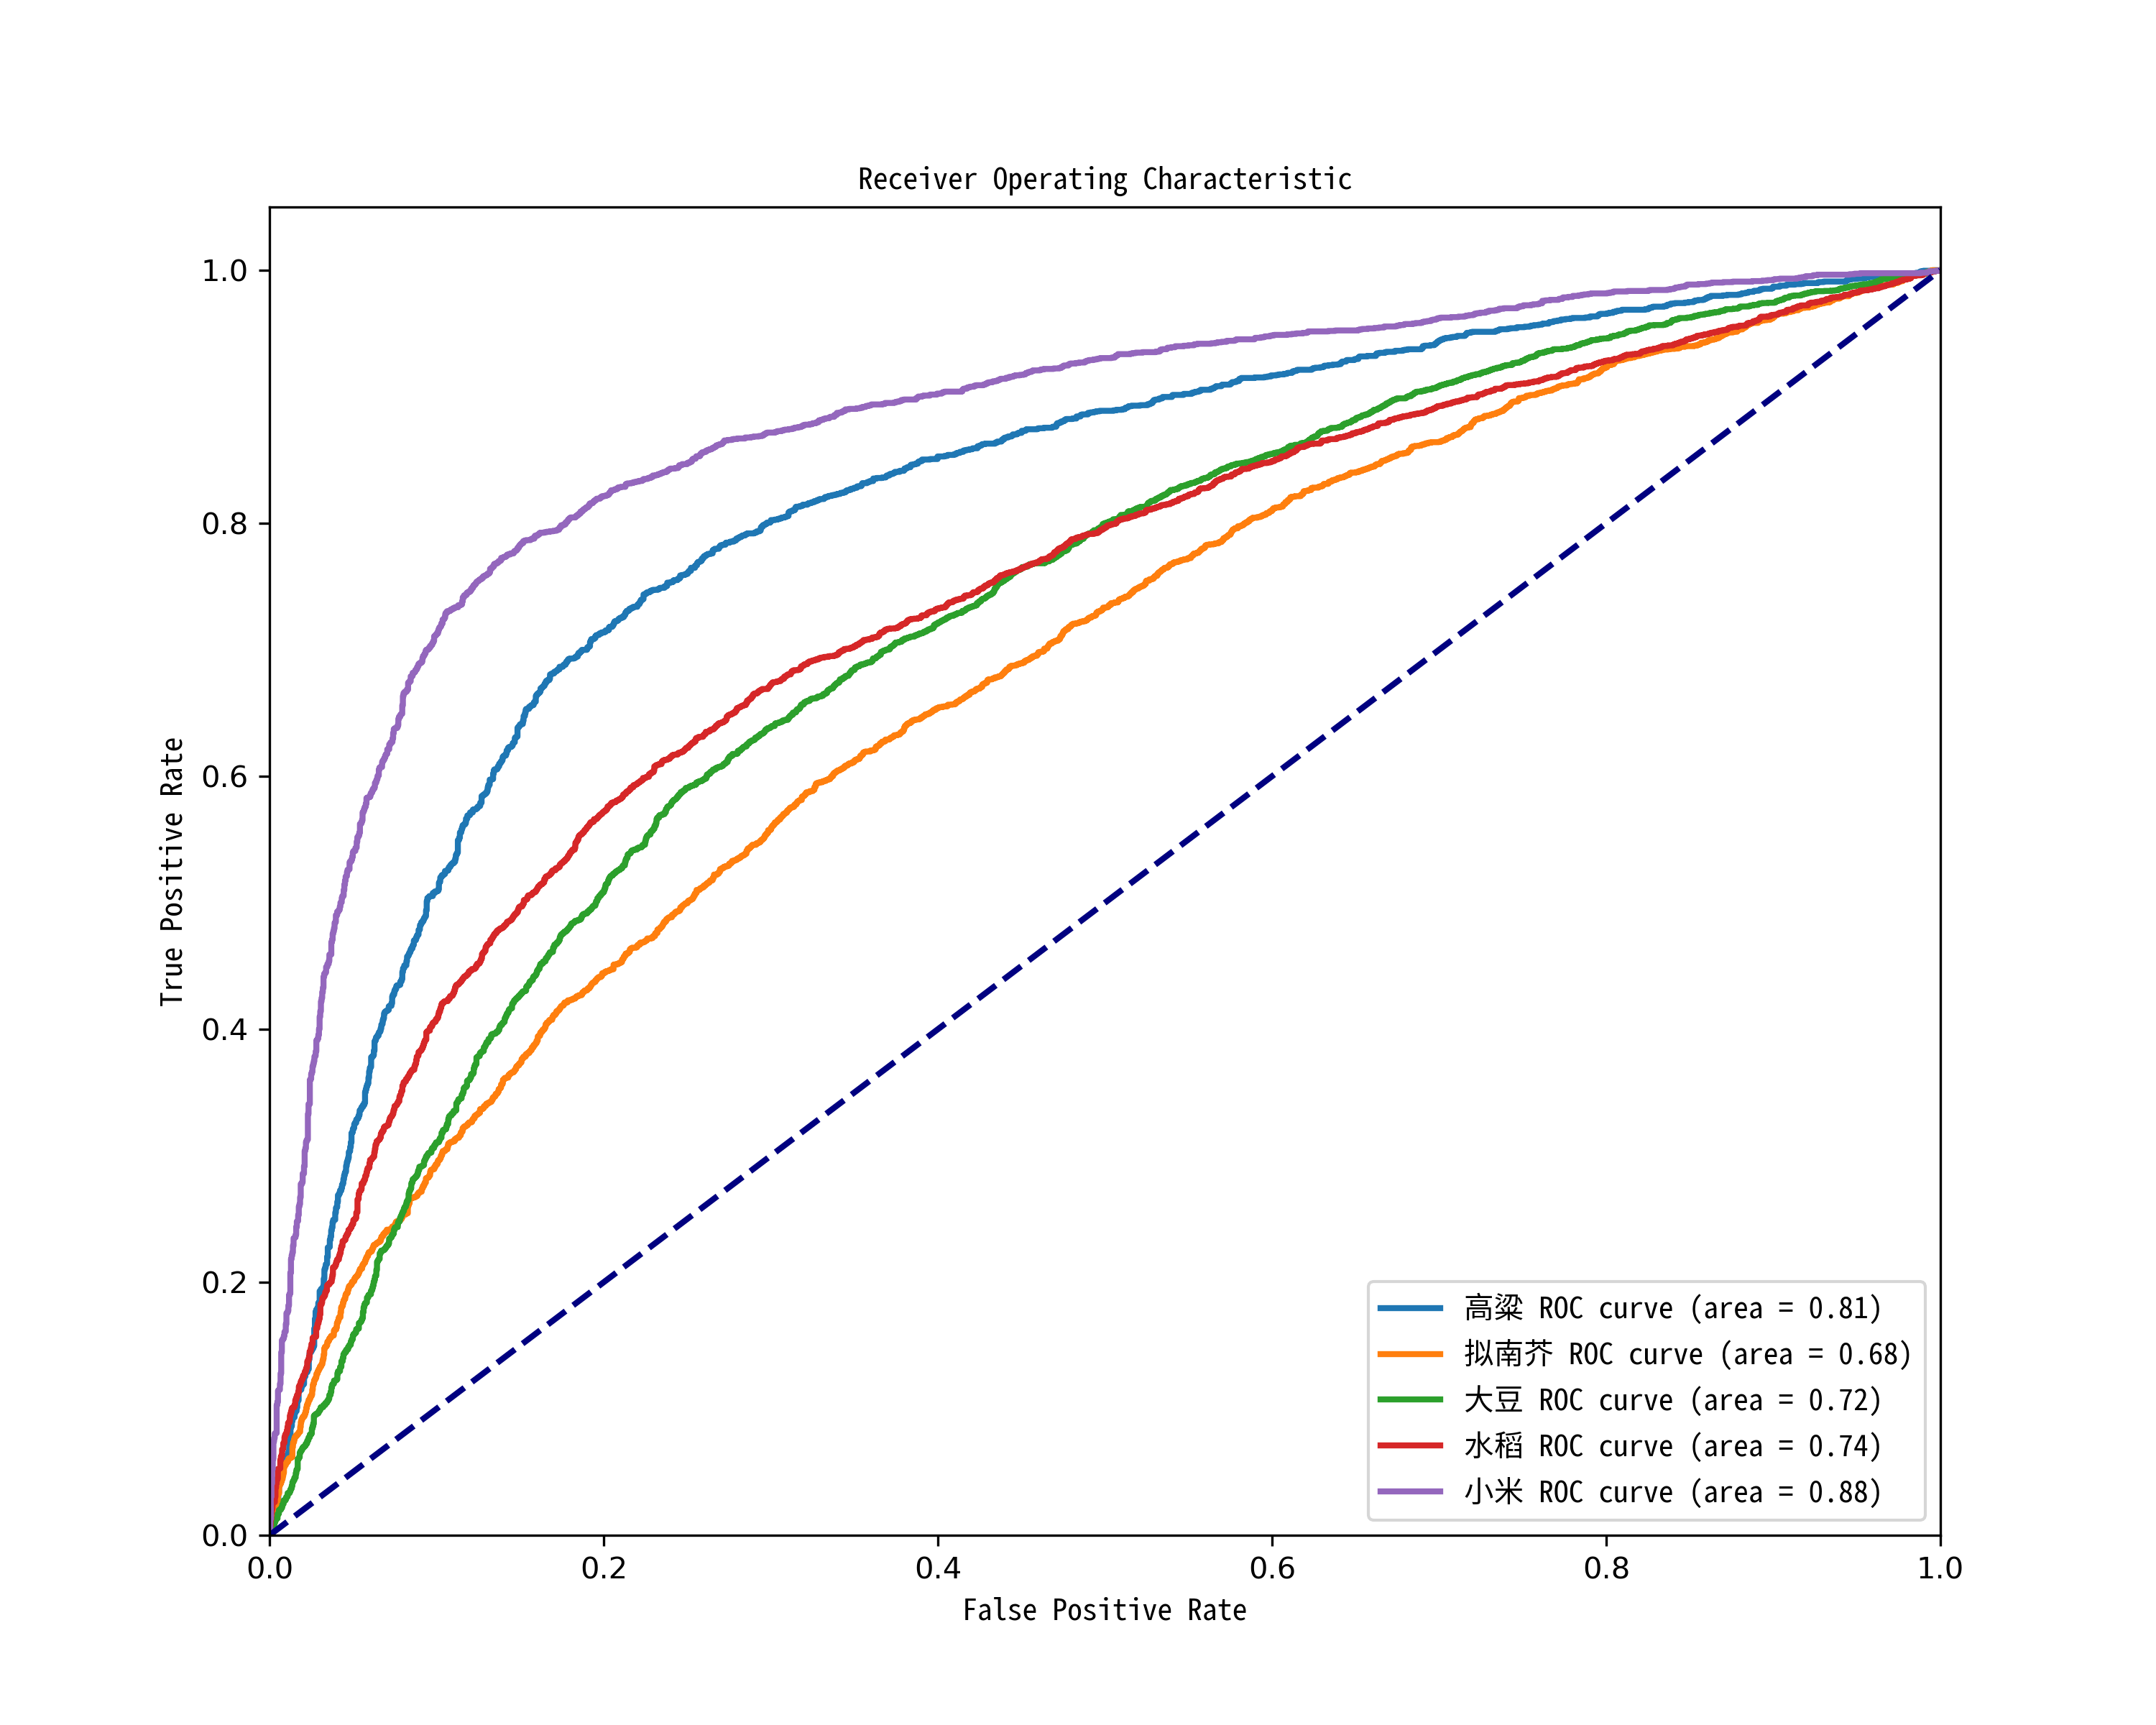 Receiver Operating Characteristic
True Positive Rate
1.0
0.8
0.6
0.4
0.2
0.0
0.0 0.2 0.4 0.6 0.8 1.0
False Positive Rate
高粱 ROC curve (area = 0.81)
拟南芥 ROC curve (area = 0.68)
大豆 ROC curve (area = 0.72)
水稻 ROC curve (area = 0.74)
小米 ROC curve (area = 0.88)